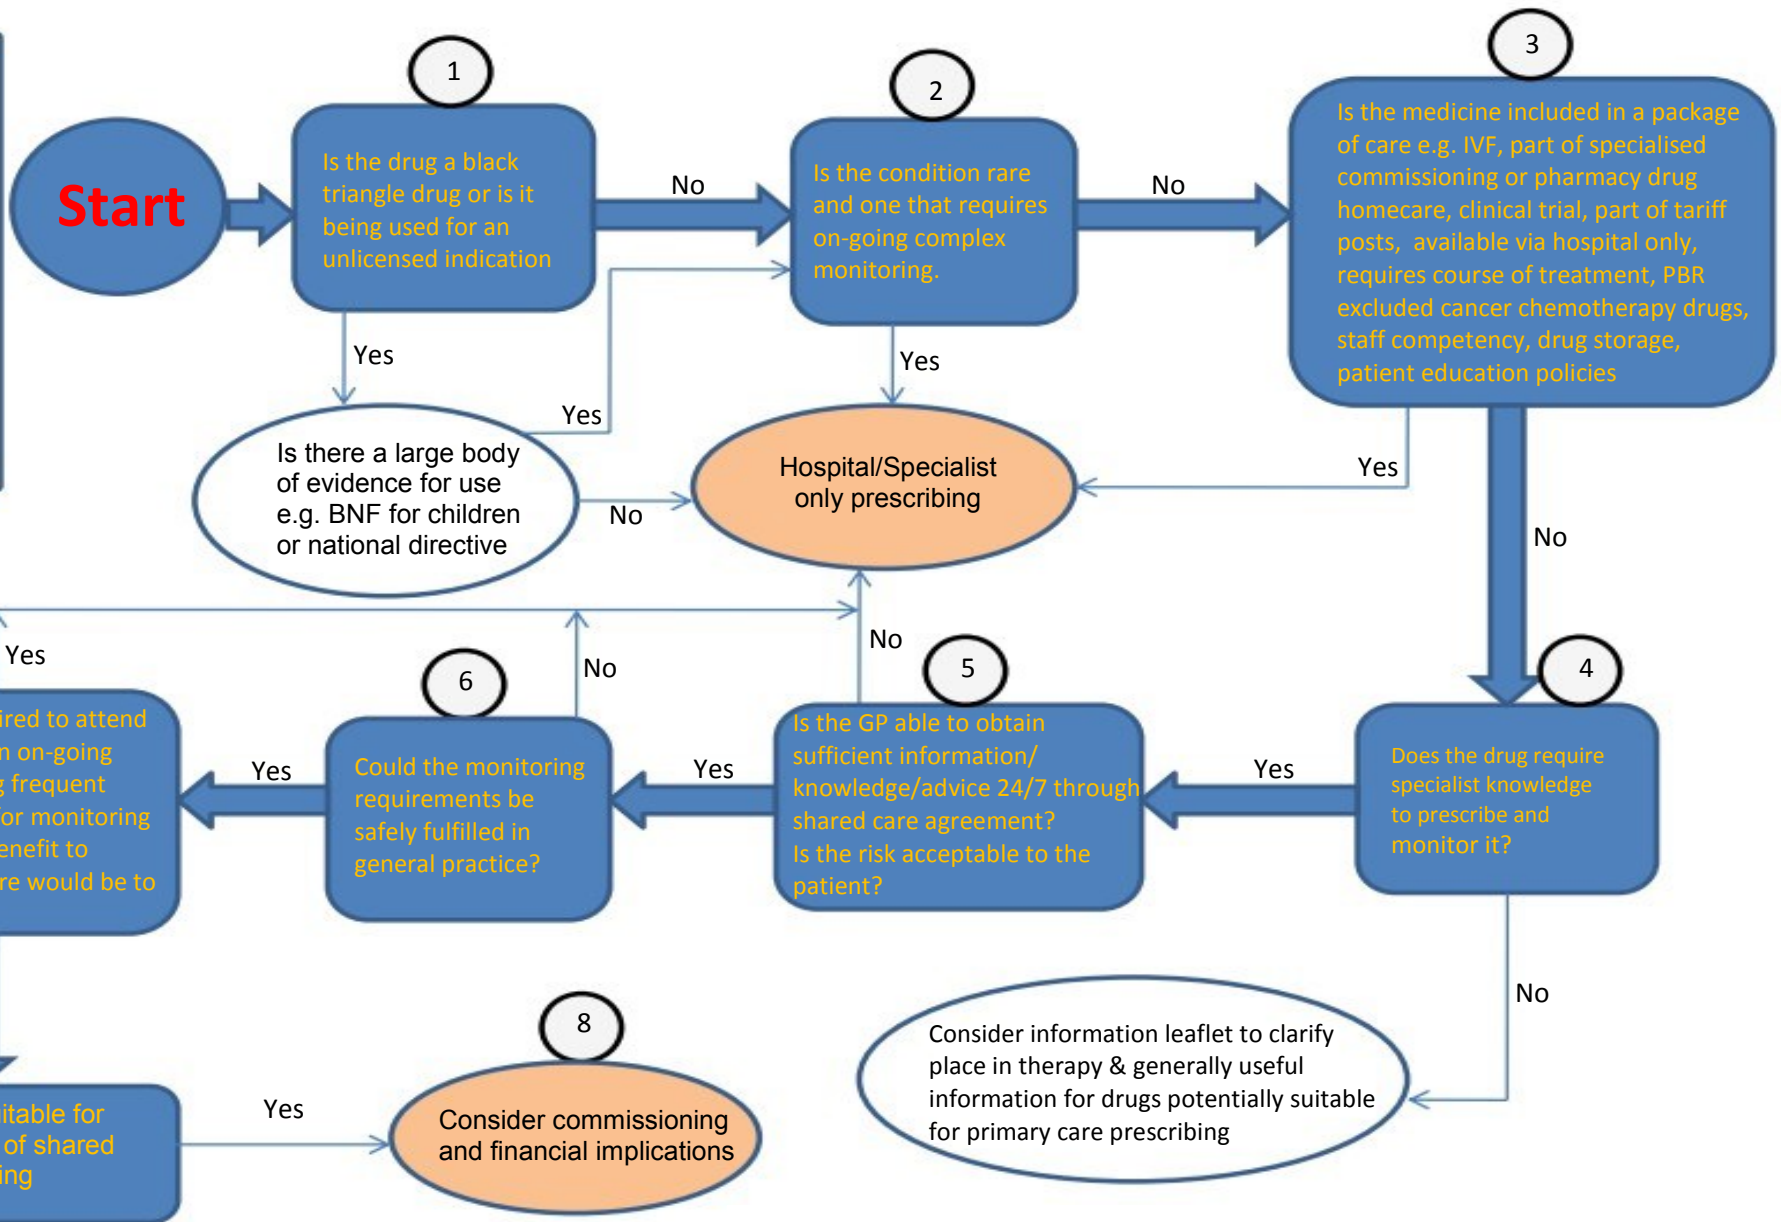 1
2
3
Start
Is the drug a black
triangle drug or is it
being used for an
unlicensed indication
No
Is the condition rare
and one that requires
on-going complex
monitoring.
No
Is the medicine included in a package
of care e.g. IVF, part of specialised
commissioning or pharmacy drug
homecare, clinical trial, part of tariff
posts, available via hospital only,
requires course of treatment, PBR
excluded cancer chemotherapy drugs,
staff competency, drug storage,
patient education policies
Yes
Yes
Yes
Is there a large body
of evidence for use
e.g. BNF for children
or national directive
No
Hospital/Specialist
only prescribing
Yes
No
Yes
No
No
6
5
4
ired to attend
n on-going
g frequent
or monitoring
enefit to
re would be to
Yes
Could the monitoring
requirements be
safely fulfilled in
general practice?
Yes
Is the GP able to obtain
sufficient information/
knowledge/advice 24/7 through
shared care agreement?
Is the risk acceptable to the
patient?
Yes
Does the drug require
specialist knowledge
to prescribe and
monitor it?
No
8
itable for
of shared
ing
Yes
Consider commissioning
and financial implications
Consider information leaflet to clarify
place in therapy & generally useful
information for drugs potentially suitable
for primary care prescribing